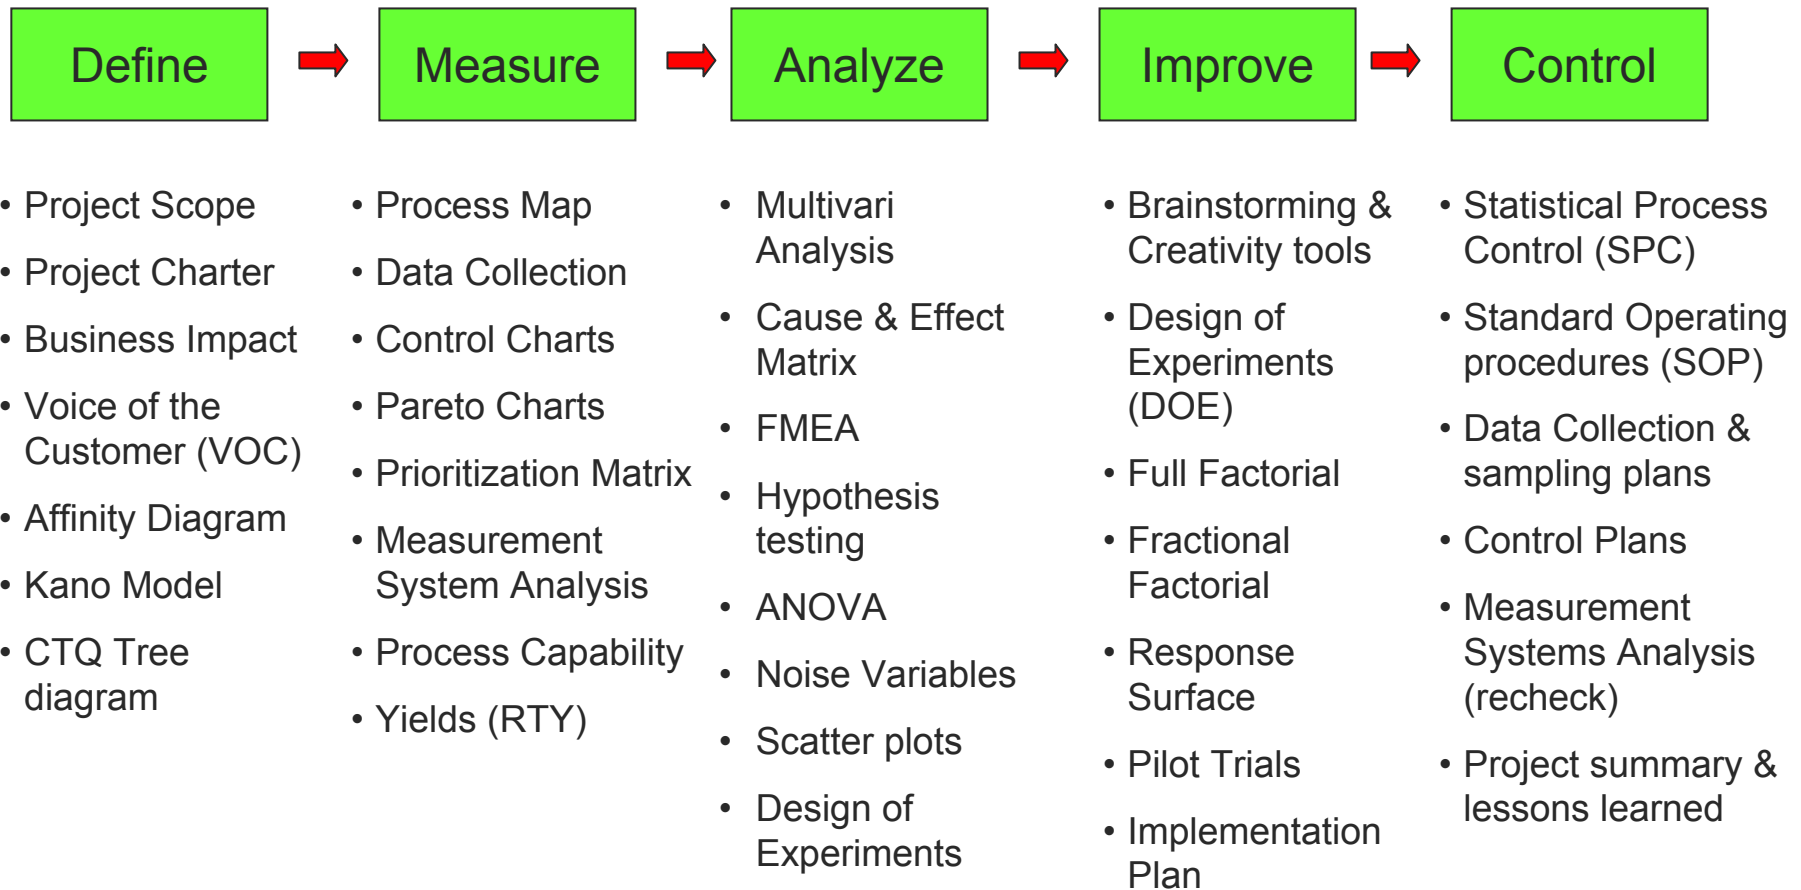 Define
Measure
Analyze
Improve
Control
• Project Scope
• Project Charter
• Business Impact
• Voice of the
Customer (VOC)
• Affinity Diagram
• Kano Model
• CTQ Tree
diagram
• Process Map
• Data Collection
• Control Charts
• Pareto Charts
• Prioritization Matrix
• Measurement
System Analysis
• Process Capability
• Yields (RTY)
• Multivari
Analysis
• Cause & Effect
Matrix
• FMEA
• Hypothesis
testing
• ANOVA
• Noise Variables
• Scatter plots
• Design of
Experiments
• Brainstorming &
Creativity tools
• Design of
Experiments
(DOE)
• Full Factorial
• Fractional
Factorial
• Response
Surface
• Pilot Trials
• Implementation
Plan
• Statistical Process
Control (SPC)
• Standard Operating
procedures (SOP)
• Data Collection &
sampling plans
• Control Plans
• Measurement
Systems Analysis
(recheck)
• Project summary &
lessons learned